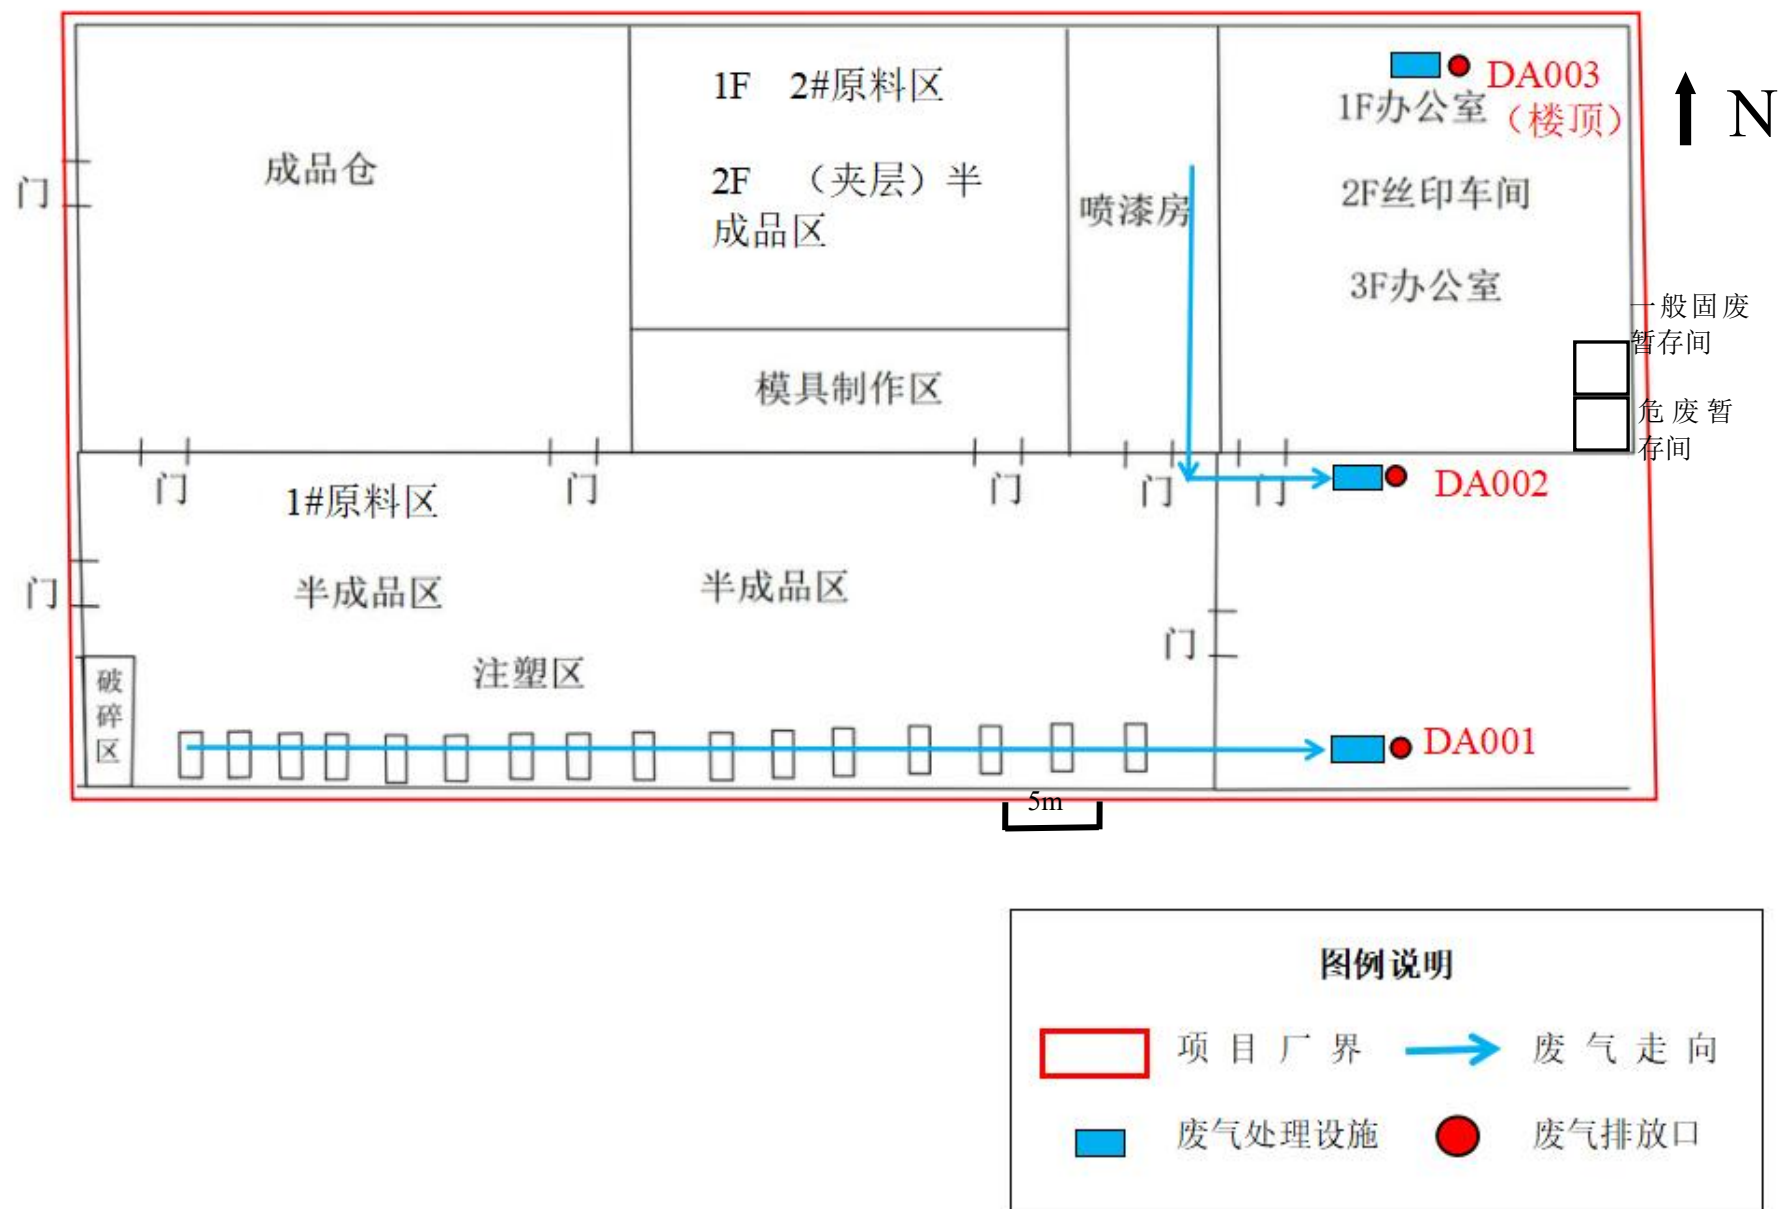 1F 2#原料区
2F （夹层）半
成品区
成品仓
门
喷漆房
DA003
（楼顶）
1F办公室
2F丝印车间
3F办公室
N
一般固废
暂存间
危废暂
存间
模具制作区
门
门
门
门
门
DA002
1#原料区
半成品区
半成品区
门
门
注塑区
破
碎
区
DA001
5m
图例说明
项目厂界
废气走向
废气处理设施
废气排放口